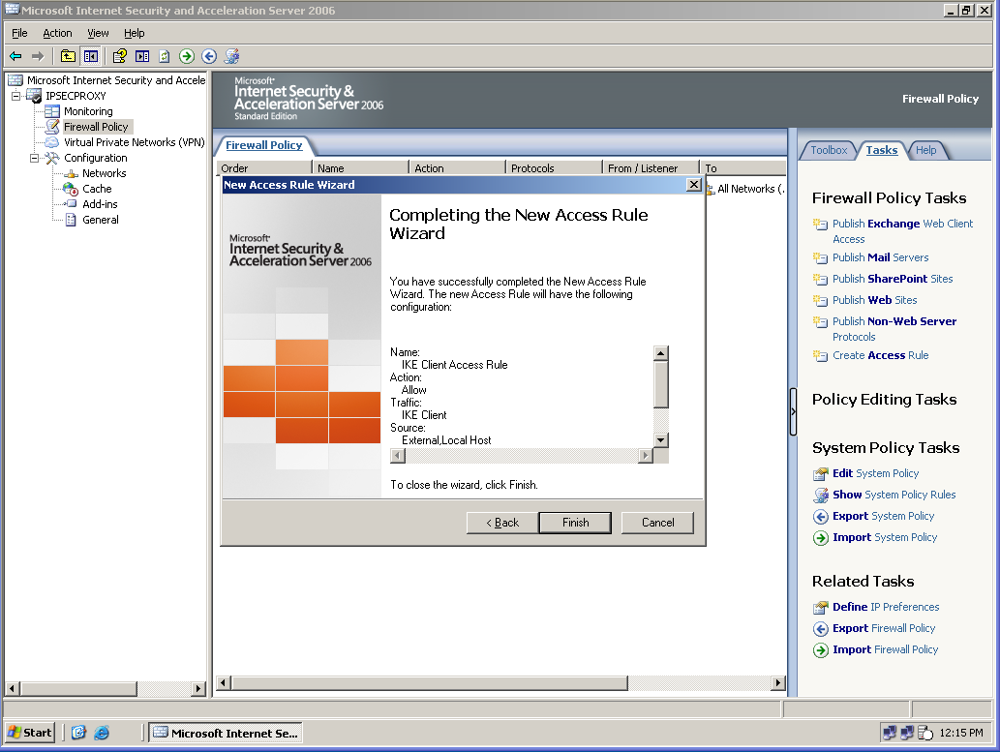 Microsoft Internet Security and Acceleration Server 2006
File Action View Help
Microsoft Internet Security and Accele
IPSECPROXY
Monitoring
Firewall Policy
Virtual Private Networks (VPN)
Configuration
Networks
Cache
Add-ins
General
Microsoft
Internet Security &
Acceleration Server 2006
Standard Edition
Firewall Policy
Firewall Policy
Order Name Action Protocols From / Listener To
All Networks (.
New Access Rule Wizard
Microsoft
Internet Security &
Acceleration Server 2006
Completing the New Access Rule
Wizard
You have successfully completed the New Access Rule
Wizard. The new Access Rule will have the following
configuration:
Name:
IKE Client Access Rule
Action:
Allow
Traffic:
IKE Client
Source:
External,Local Host
To close the wizard, click Finish.
< Back Finish Cancel
Toolbox Tasks Help
Firewall Policy Tasks
Publish Exchange Web Client
Access
Publish Mail Servers
Publish SharePoint Sites
Publish Web Sites
Publish Non-Web Server
Protocols
Create Access Rule
Policy Editing Tasks
System Policy Tasks
Edit System Policy
Show System Policy Rules
Export System Policy
Import System Policy
Related Tasks
Define IP Preferences
Export Firewall Policy
Import Firewall Policy
Start
Microsoft Internet Se...
12:15 PM